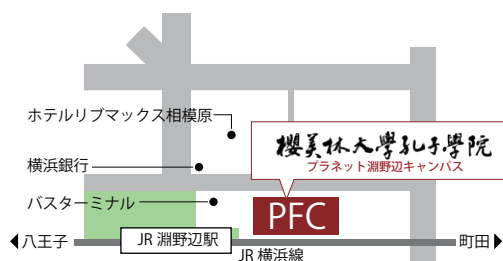 ホテルリブマックス相模原
櫻美林大學孔子學院
プラネット淵野辺キャンパス
横浜銀行
バスターミナル
PFC
八王子
JR 淵野辺駅
町田
JR 横浜線